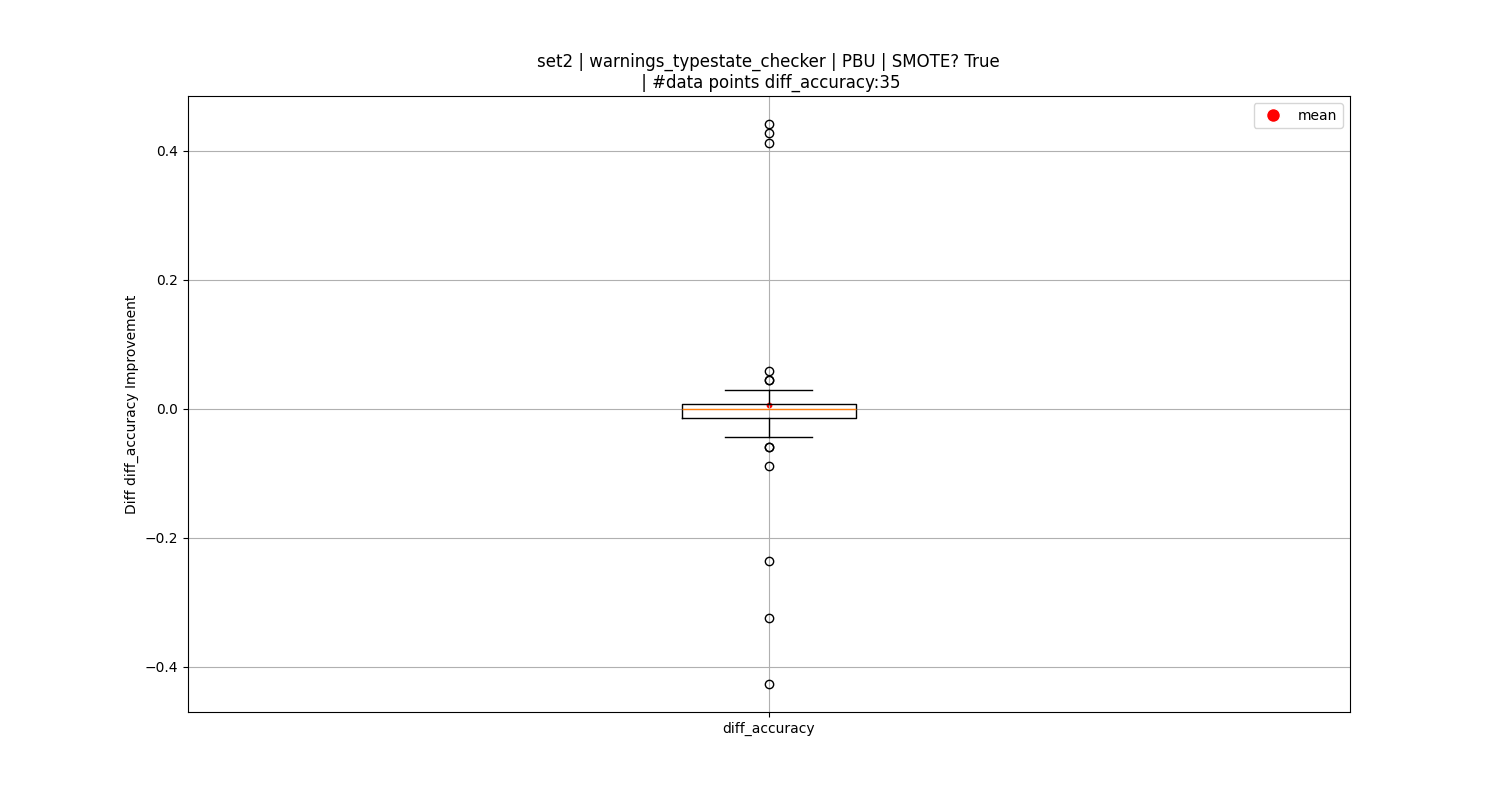 set2 | warnings_typestate_checker | PBU | SMOTE? True
| #data points diff_accuracy:35
mean
0.4
0.2
0.0
−0.2
−0.4
Diff diff_accuracy Improvement
diff_accuracy